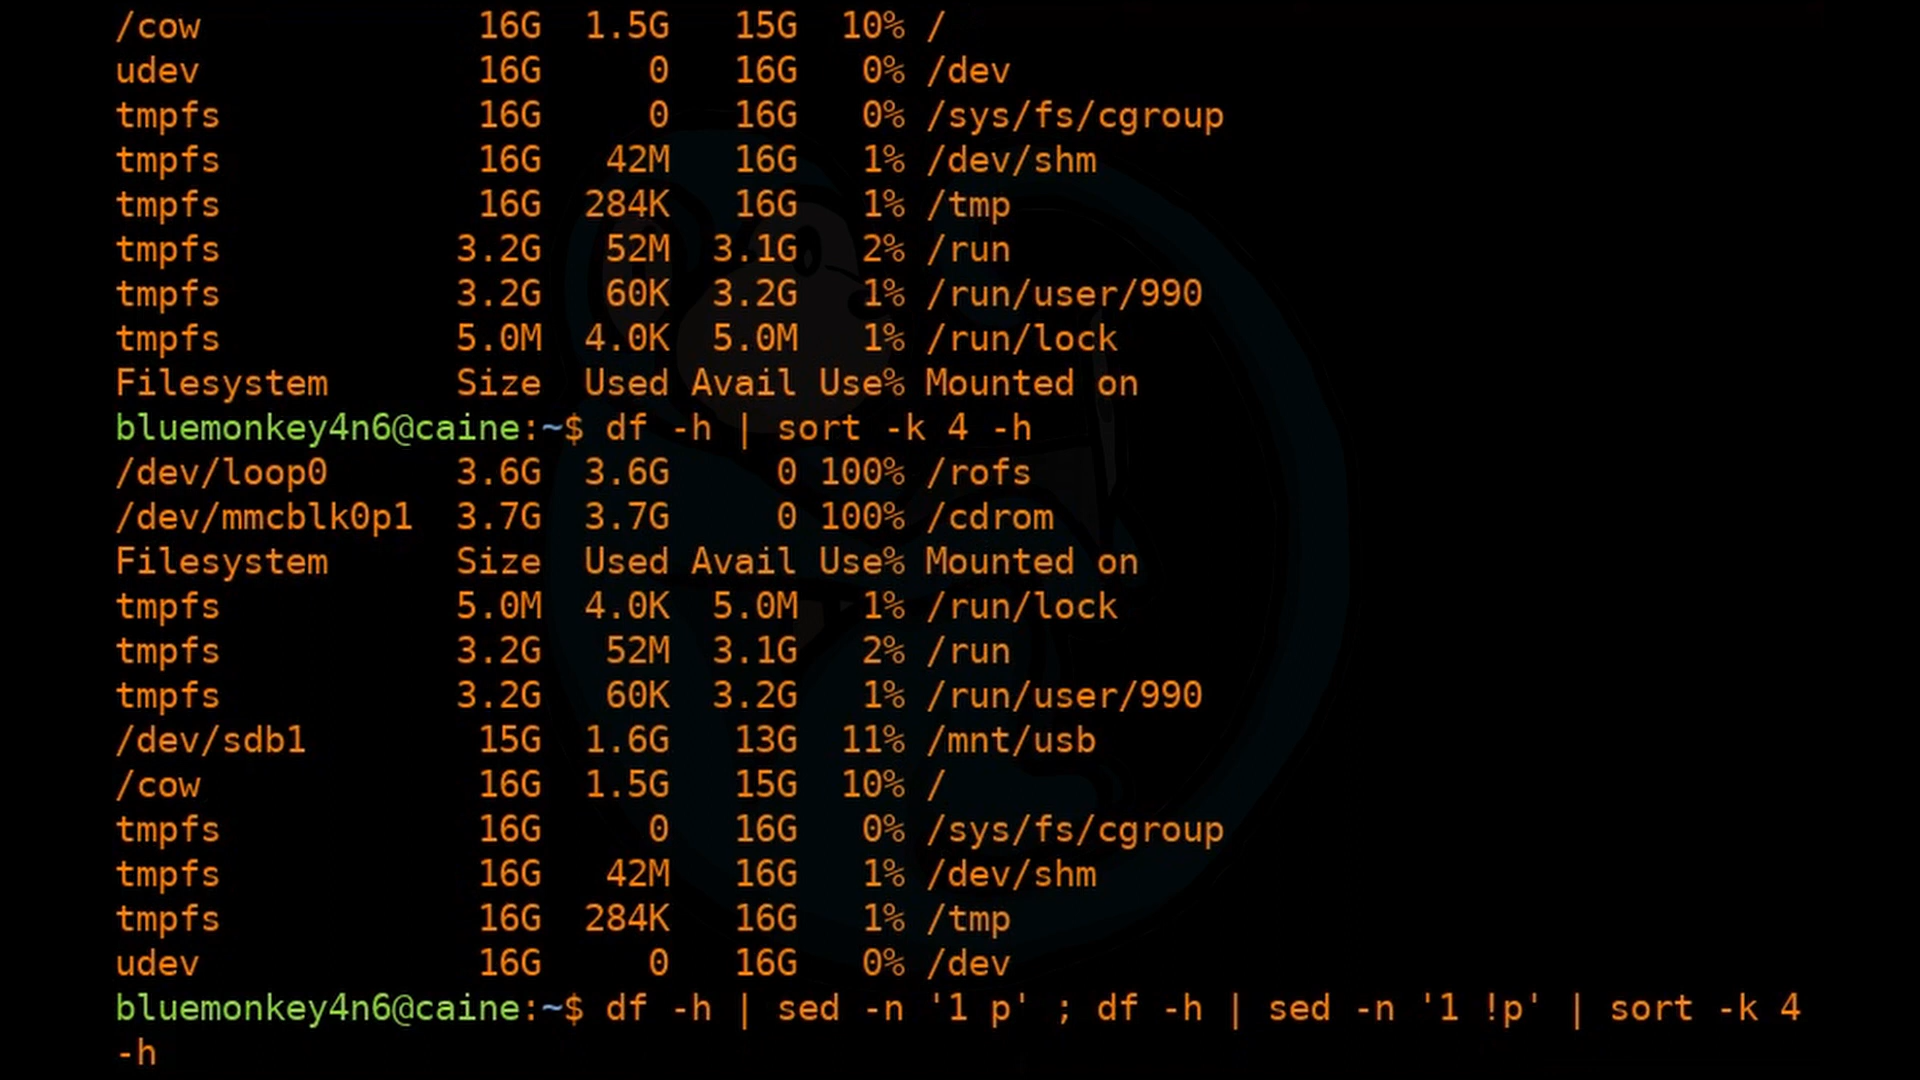 /cow             16G  1.5G   15G  10% /
udev             16G     0   16G   0% /dev
tmpfs            16G     0   16G   0% /sys/fs/cgroup
tmpfs            16G   42M   16G   1% /dev/shm
tmpfs            16G  284K   16G   1% /tmp
tmpfs           3.2G   52M  3.1G   2% /run
tmpfs           3.2G   60K  3.2G   1% /run/user/990
tmpfs           5.0M  4.0K  5.0M   1% /run/lock
Filesystem      Size  Used Avail Use% Mounted on
bluemonkey4n6@caine:~$ df -h | sort -k 4 -h
/dev/loop0      3.6G  3.6G     0 100% /rofs
/dev/mmcblk0p1  3.7G  3.7G     0 100% /cdrom
Filesystem      Size  Used Avail Use% Mounted on
tmpfs           5.0M  4.0K  5.0M   1% /run/lock
tmpfs           3.2G   52M  3.1G   2% /run
tmpfs           3.2G   60K  3.2G   1% /run/user/990
/dev/sdb1        15G  1.6G   13G  11% /mnt/usb
/cow             16G  1.5G   15G  10% /
tmpfs            16G     0   16G   0% /sys/fs/cgroup
tmpfs            16G   42M   16G   1% /dev/shm
tmpfs            16G  284K   16G   1% /tmp
udev             16G     0   16G   0% /dev
bluemonkey4n6@caine:~$ df -h | sed -n '1 p' ; df -h | sed -n '1 !p' | sort -k 4
-h